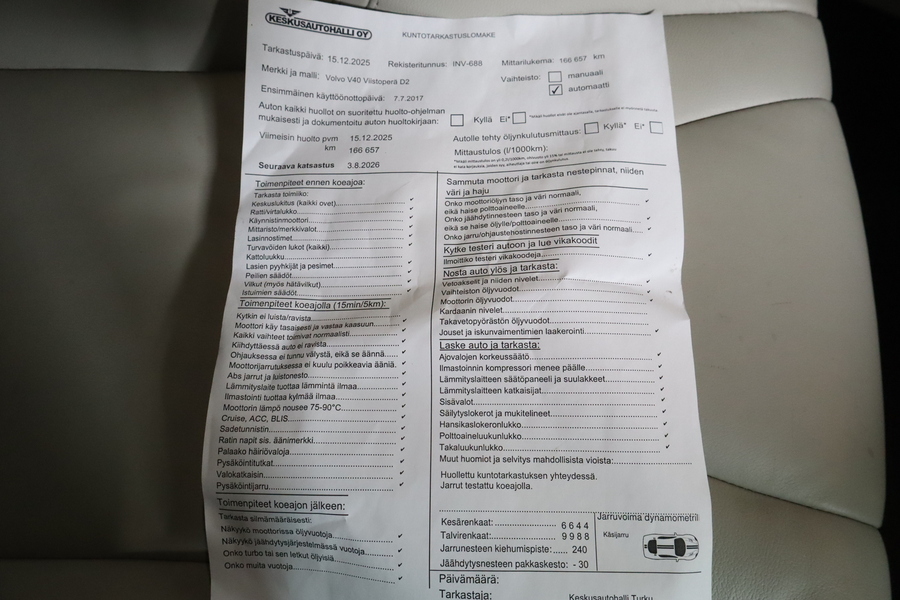 KESKUSAUTOHALLI OY
KUNTOTARKASTUSLOMAKE
Tarkastuspäivä: 15.12.2025 Rekisteritunnus: INV-688 Mittarilukema: 166 657 km
Merkki ja malli: Volvo V40 Viistoperä D2 Vaihteisto: manuaali
automaatti
Ensimmäinen käyttöönottopäivä: 7.7.2017
Auton kaikki huollot on suoritettu huolto-ohjelman
mukaisesti ja dokumentoitu auton huoltokirjaan: Kyllä Ei*
Viimeisin huolto pvm 15.12.2025
km 166 657
Autolle tehty öljynkulutusmittaus: Kyllä* Ei*
Mittaustulos (l/1000km):
Seuraava katsastus 3.8.2026
Toimenpiteet ennen koeajoa:
Tarkasta toimiiko:
Keskuslukitus (kaikki ovet)
Rattivirtalukko
Käynnistinmoottori
Mittaristo/merkkivalot
Lasinnostimet
Turvavöiden lukot (kaikki)
Kattoluukku
Lasien pyyhkijät ja pesimet
Peilien säädöt
Vilkut (myös hätävilkut)
Istuimien säädöt
Toimenpiteet koeajolla (15min/5km):
Kytkin ei luista/ravista
Moottori käy tasaisesti ja vastaa kaasuun
Kaikki vaihteet toimivat normaalisti
Kiihdyttäessä auto ei ravista
Ohjauksessa ei tunnu välystä, eikä se äännä
Moottorijarrutuksessa ei kuulu poikkeavia ääniä
Abs jarrut ja luistonesto
Lämmityslaite tuottaa lämmintä ilmaa
Ilmastointi tuottaa kylmää ilmaa
Moottorin lämpö nousee 75-90°C
Cruise, ACC, BLIS
Sadetunnistin
Ratin napit sis. äänimerkki
Palaako häiriövaloja
Pysäköintitutkat
Valokatkaisin
Pysäköintijarru
Toimenpiteet koeajon jälkeen:
Tarkasta silmämääräisesti:
Näkyykö moottorissa öljyvuotoja
Näkyykö jäähdytysjärjestelmässä vuotoja
Onko turbo tai sen letkut öljyisiä
Onko muita vuotoja
Sammuta moottori ja tarkasta nestepinnat, niiden
väri ja haju
Onko moottoriöljyn taso ja väri normaali,
eikä haise polttoaineelle
Onko jäähdytinnesteen taso ja väri normaali,
eikä se haise öljylle/polttoaineelle
Onko jarru/ohjaustehostinnesteen taso ja väri normaali
Kytke testeri autoon ja lue vikakoodit
Ilmoittiko testeri vikakoodeja
Nosta auto ylös ja tarkasta:
Vetoakselit ja niiden nivelet
Vaihteiston öljyvuodot
Moottorin öljyvuodot
Kardaanin nivelet
Takavetopyörästön öljyvuodot
Jouset ja iskunvaimentimien laakerointi
Laske auto ja tarkasta:
Ajovalojen korkeussäätö
Ilmastoinnin kompressori menee päälle
Lämmityslaitteen säätöpaneeli ja suulakkeet
Lämmityslaitteen katkaisijat
Sisävalot
Säilytyslokerot ja mukitelineet
Hansikaslokeronlukko
Polttoaineluukunlukko
Takaluukunlukko
Muut huomiot ja selvitys mahdollisista vioista:
Huollettu kuntotarkastuksen yhteydessä.
Jarrut testattu koeajolla.
Kesärenkaat: 6 6 4 4
Talvirenkaat: 9 9 8 8
Jarrunesteen kiehumispiste: 240
Jäähdytysnesteen pakkaskesto: - 30
Jarruvoima dynamometril
Käsijarru
Päivämäärä:
Tarkastaja: Keskusautohalli Turku